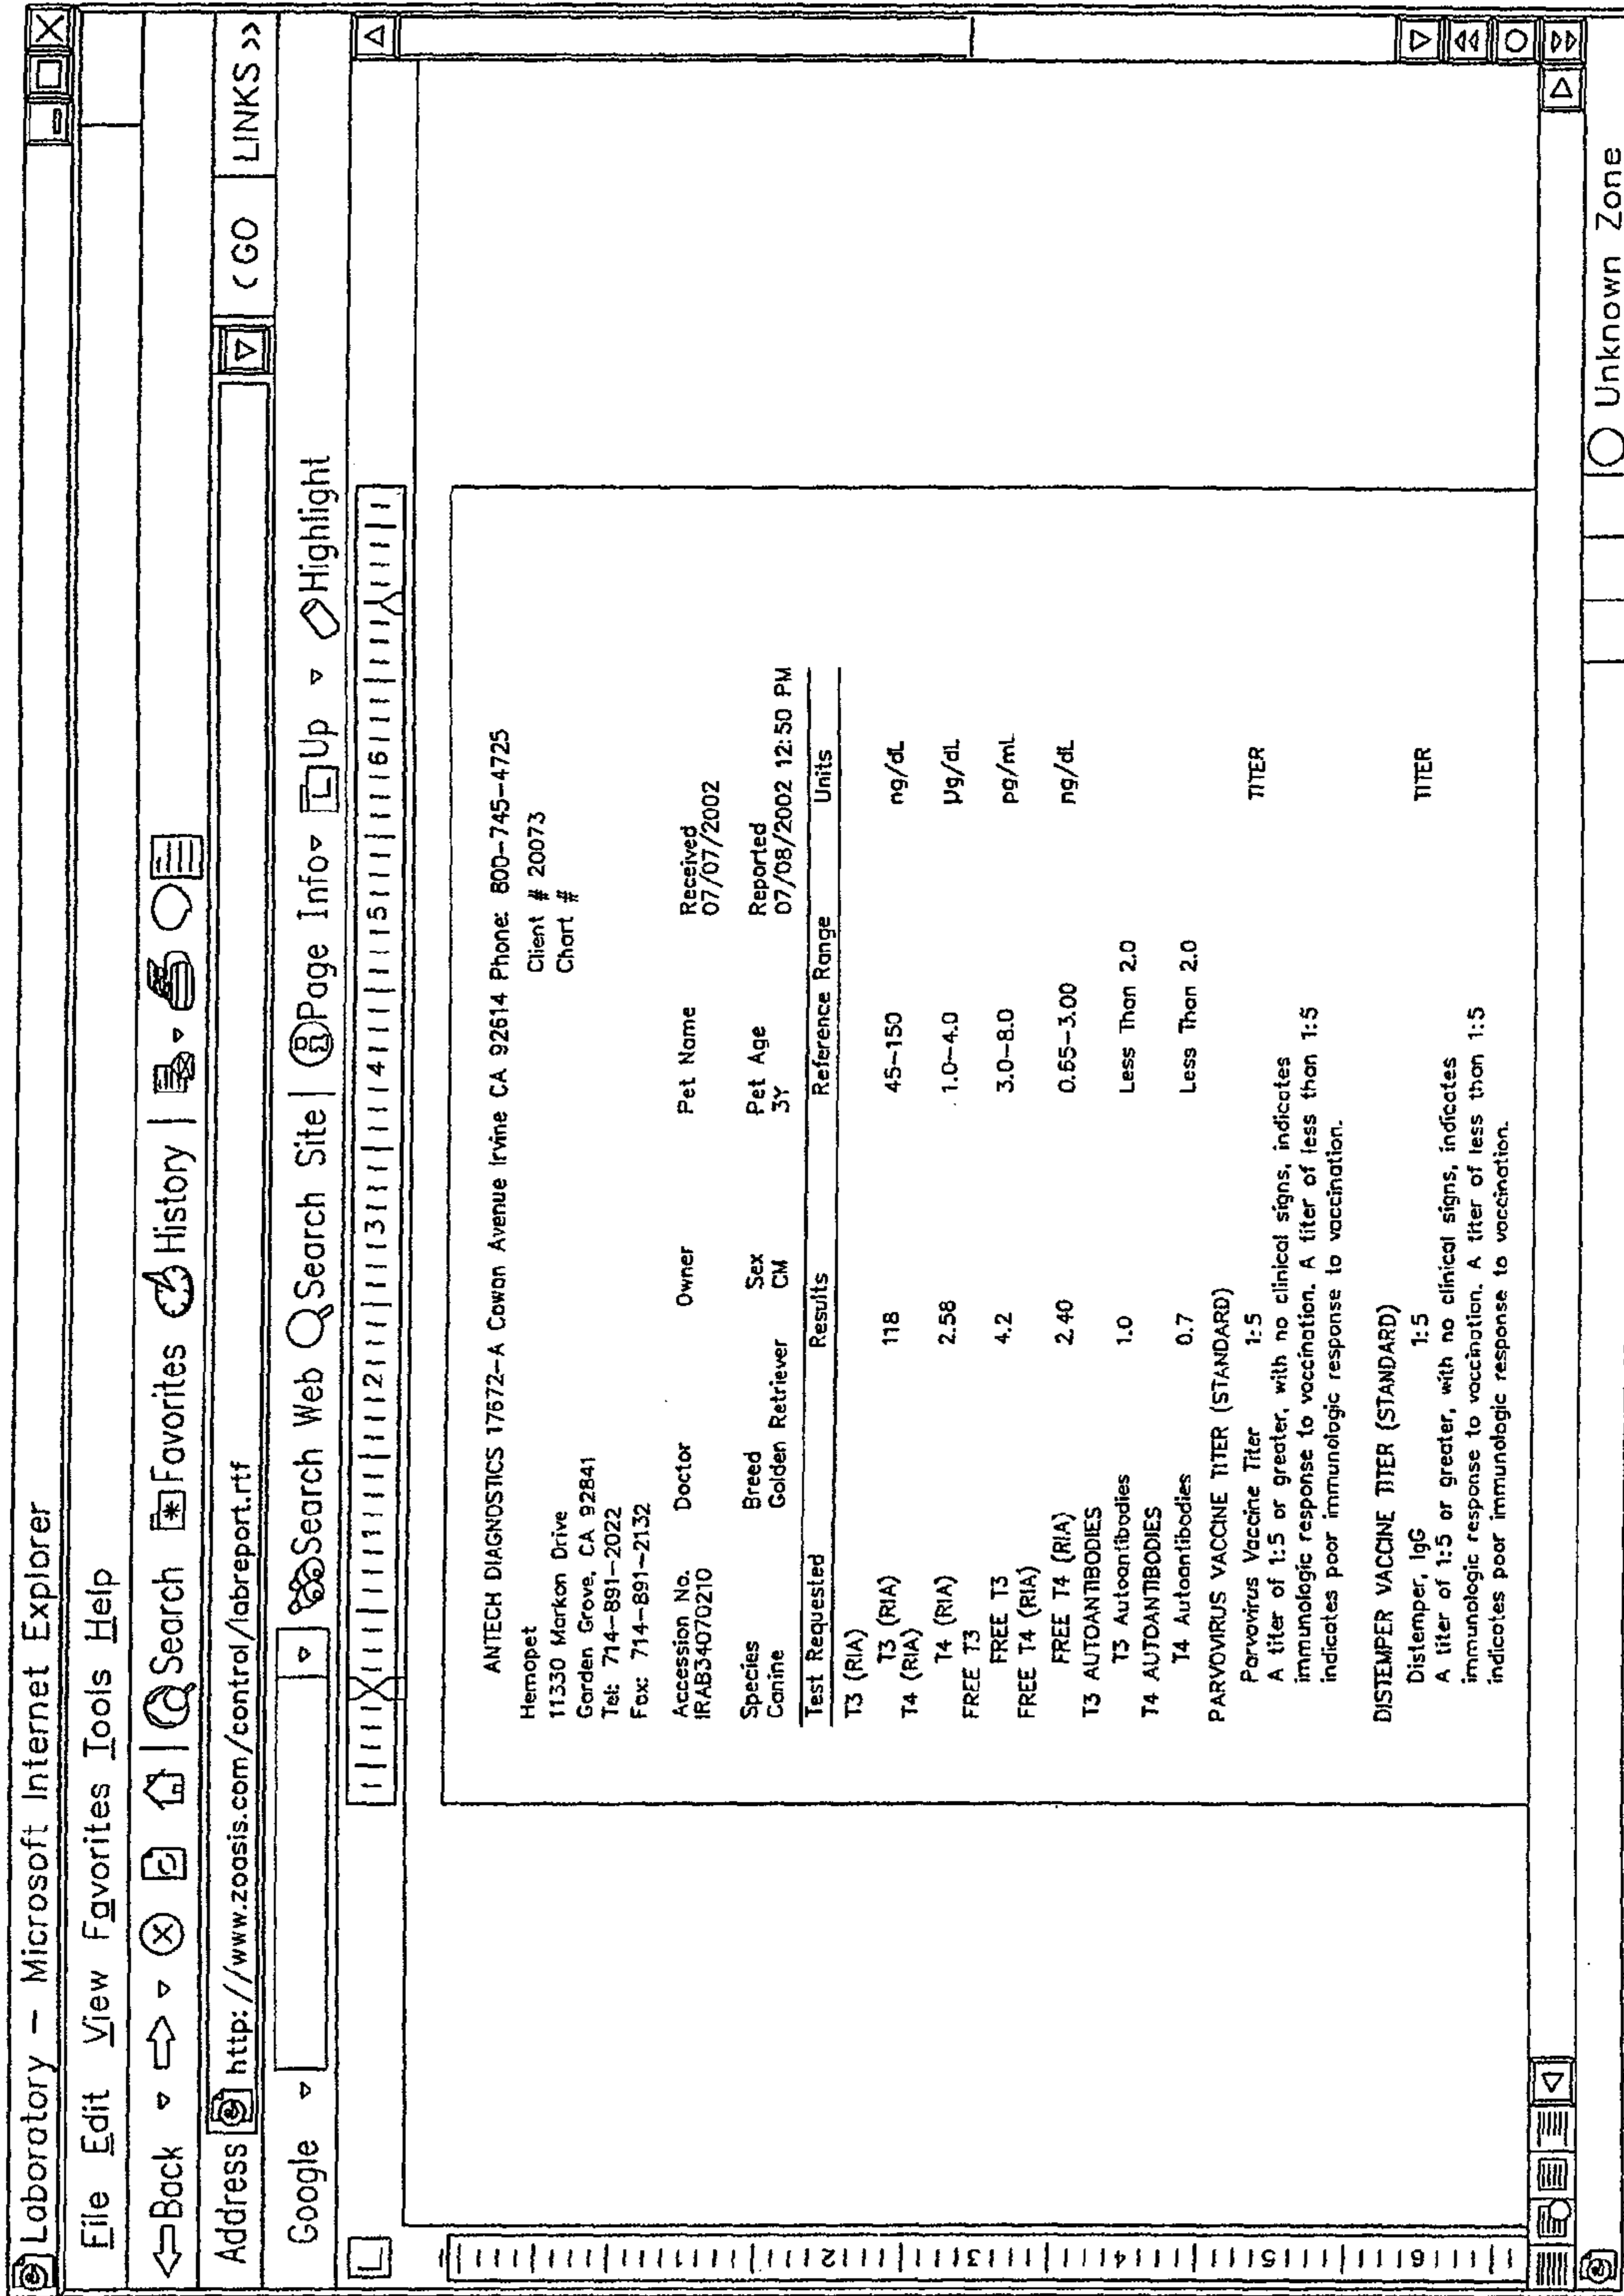 Laboratory — Microsoft Internet Explorer
File Edit View Favorites Tools Help
Back Search Favorites History
Address http://www.zoasis.com/control/labreport.rtf GO LINKS >>
Google Search Web Search Site Page Info Up Highlight
1 2 3 4 5 6
ANTECH DIAGNOSTICS 17672-A Cowan Avenue Irvine CA 92614 Phone: 800-745-4725
Hemopet Client # 20073
11330 Markon Drive Chart #
Garden Grove, CA 92841
Tel: 714-891-2022
Fax: 714-891-2132
Accession No. Doctor Owner Pet Name Received
IRAB34070210 07/07/2002
Species Breed Sex Pet Age Reported
Canine Golden Retriever CM 3Y 07/08/2002 12:50 PM
Test Requested Results Reference Range Units
T3 (RIA)
T3 (RIA) 118 45-150 ng/dL
T4 (RIA)
T4 (RIA) 2.58 1.0-4.0 µg/dL
FREE T3
FREE T3 4.2 3.0-8.0 pg/mL
FREE T4 (RIA)
FREE T4 (RIA) 2.40 0.65-3.00 ng/dL
T3 AUTOANTIBODIES
T3 Autoantibodies 1.0 Less Than 2.0
T4 AUTOANTIBODIES
T4 Autoantibodies 0.7 Less Than 2.0
PARVOVIRUS VACCINE TITER (STANDARD)
Parvovirus Vaccine Titer 1:5 TITER
A titer of 1:5 or greater, with no clinical signs, indicates
immunologic response to vaccination. A titer of less than 1:5
indicates poor immunologic response to vaccination.
DISTEMPER VACCINE TITER (STANDARD)
Distemper, IgG 1:5 TITER
A titer of 1:5 or greater, with no clinical signs, indicates
immunologic response to vaccination. A titer of less than 1:5
indicates poor immunologic response to vaccination.
2 3 4 5 6
Unknown Zone